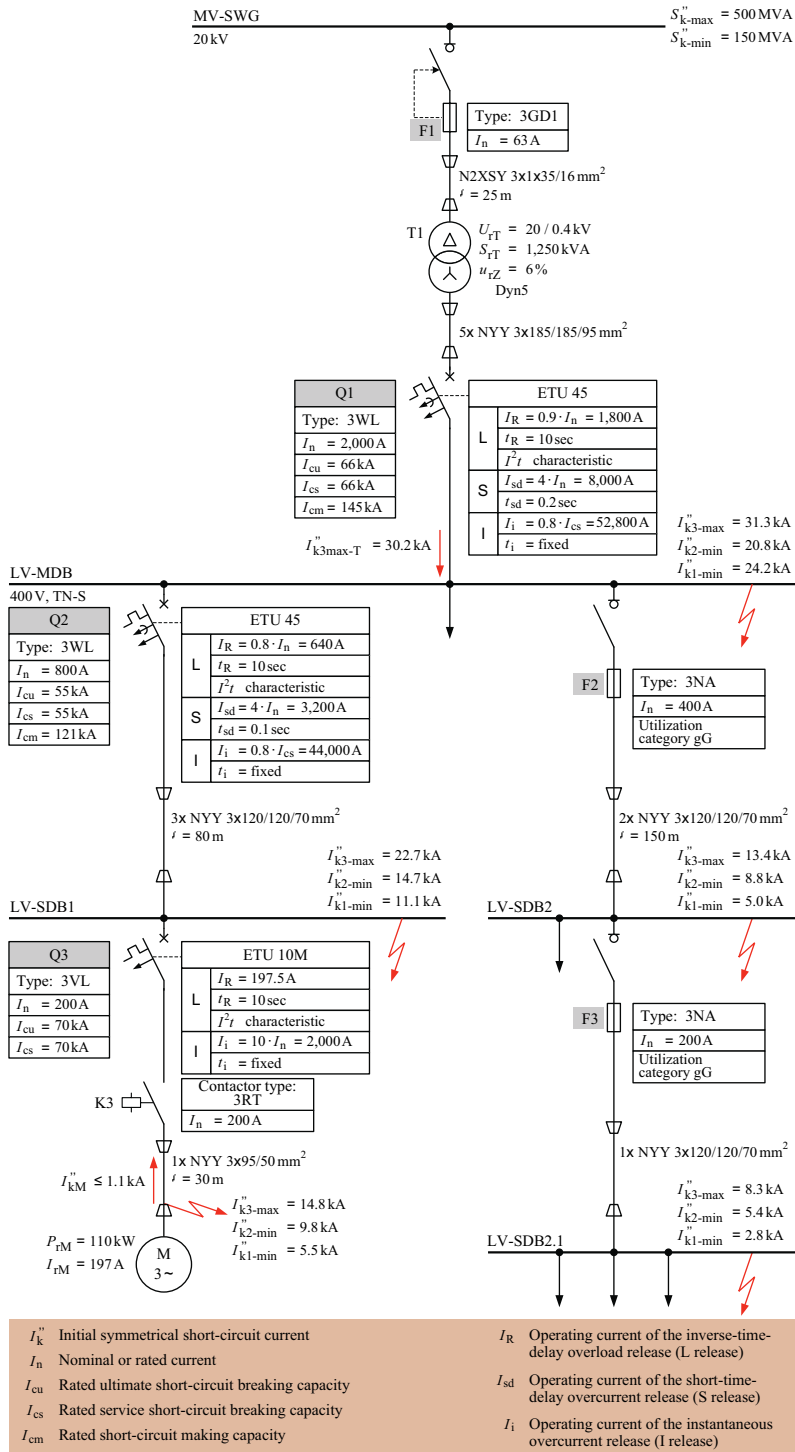 MV-SWG
20 kV
S"k-max = 500 MVA
S"k-min = 150 MVA
F1
Type: 3GD1
In = 63 A
N2XSY 3x1x35/16 mm²
ℓ = 25 m
T1
UrT = 20 / 0.4 kV
SrT = 1,250 kVA
urZ = 6 %
Dyn5
5x NYY 3x185/185/95 mm²
Q1
Type: 3WL
In = 2,000 A
Icu = 66 kA
Ics = 66 kA
Icm = 145 kA
ETU 45
L
IR = 0.9 · In = 1,800 A
tR = 10 sec
I²t characteristic
S
Isd = 4 · In = 8,000 A
tsd = 0.2 sec
I
Ii = 0.8 · Ics = 52,800 A
ti = fixed
I"k3max-T = 30.2 kA
I"k3-max = 31.3 kA
I"k2-min = 20.8 kA
I"k1-min = 24.2 kA
LV-MDB
400 V, TN-S
Q2
Type: 3WL
In = 800 A
Icu = 55 kA
Ics = 55 kA
Icm = 121 kA
ETU 45
L
IR = 0.8 · In = 640 A
tR = 10 sec
I²t characteristic
S
Isd = 4 · In = 3,200 A
tsd = 0.1 sec
I
Ii = 0.8 · Ics = 44,000 A
ti = fixed
F2
Type: 3NA
In = 400 A
Utilization
category gG
3x NYY 3x120/120/70 mm²
ℓ = 80 m
2x NYY 3x120/120/70 mm²
ℓ = 150 m
I"k3-max = 22.7 kA
I"k2-min = 14.7 kA
I"k1-min = 11.1 kA
I"k3-max = 13.4 kA
I"k2-min = 8.8 kA
I"k1-min = 5.0 kA
LV-SDB1
LV-SDB2
Q3
Type: 3VL
In = 200 A
Icu = 70 kA
Ics = 70 kA
ETU 10M
L
IR = 197.5 A
tR = 10 sec
I²t characteristic
I
Ii = 10 · In = 2,000 A
ti = fixed
F3
Type: 3NA
In = 200 A
Utilization
category gG
K3
Contactor type:
3RT
In = 200 A
1x NYY 3x95/50 mm²
ℓ = 30 m
I"kM ≤ 1.1 kA
I"k3-max = 14.8 kA
I"k2-min = 9.8 kA
I"k1-min = 5.5 kA
PrM = 110 kW
IrM = 197 A
M
3~
1x NYY 3x120/120/70 mm²
I"k3-max = 8.3 kA
I"k2-min = 5.4 kA
I"k1-min = 2.8 kA
LV-SDB2.1
I"k Initial symmetrical short-circuit current
In Nominal or rated current
Icu Rated ultimate short-circuit breaking capacity
Ics Rated service short-circuit breaking capacity
Icm Rated short-circuit making capacity
IR Operating current of the inverse-time-
delay overload release (L release)
Isd Operating current of the short-time-
delay overcurrent release (S release)
Ii Operating current of the instantaneous
overcurrent release (I release)